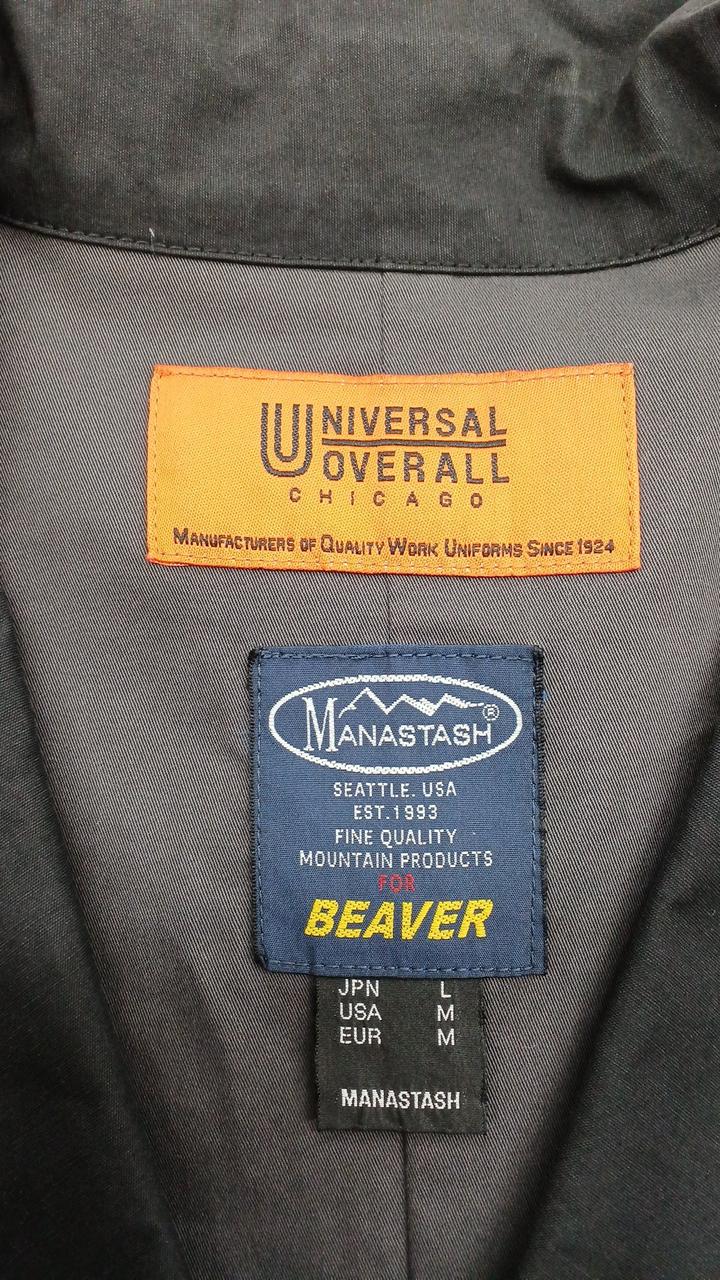 UNIVERSAL
OVERALL
CHICAGO
MANUFACTURERS OF QUALITY WORK UNIFORMS SINCE 1924
MANASTASH®
SEATTLE. USA
EST.1993
FINE QUALITY
MOUNTAIN PRODUCTS
FOR
BEAVER
JPN L
USA M
EUR M
MANASTASH